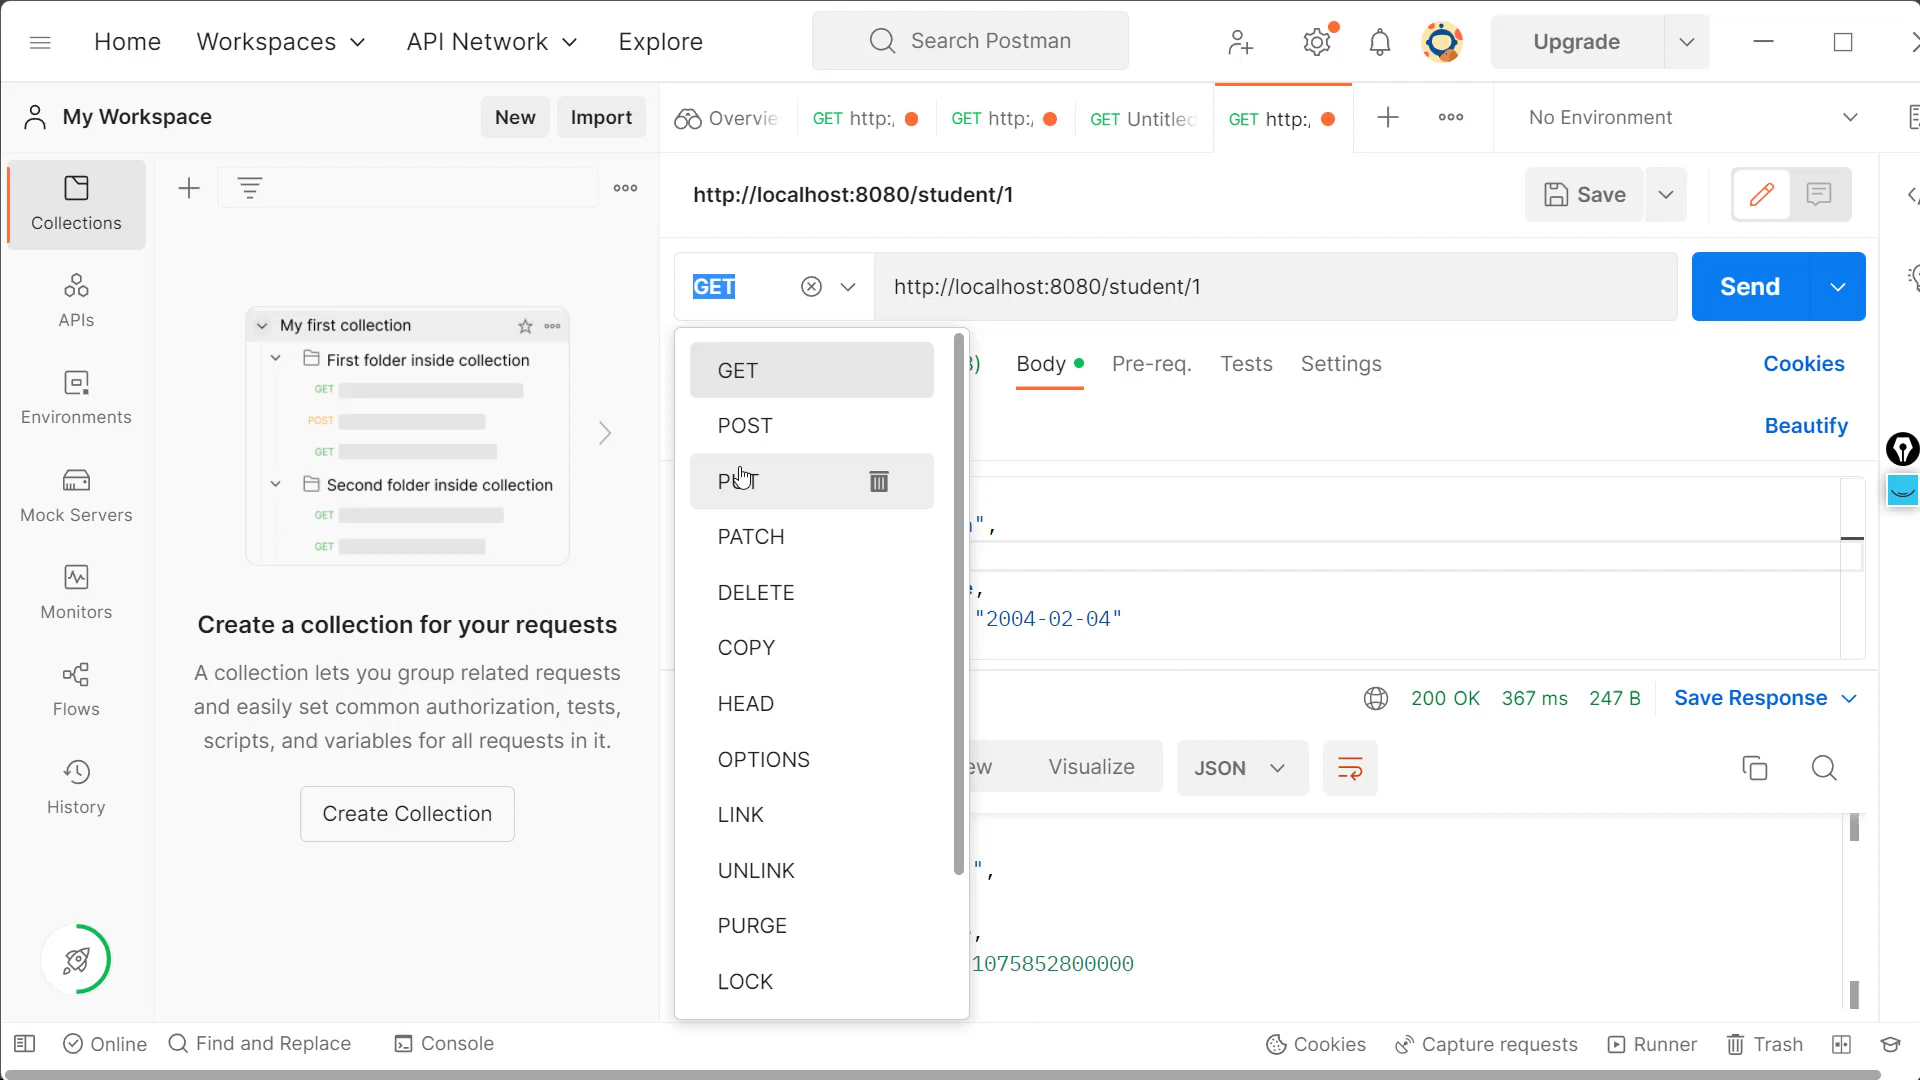 Home Workspaces API Network Explore Search Postman Upgrade
My Workspace New Import Overvie GET http:, GET http:, GET Untitled GET http:, No Environment
Collections
APIs
Environments
Mock Servers
Monitors
Flows
History
My first collection
First folder inside collection
GET
POST
GET
Second folder inside collection
GET
GET
Create a collection for your requests
A collection lets you group related requests
and easily set common authorization, tests,
scripts, and variables for all requests in it.
Create Collection
http://localhost:8080/student/1 Save
GET http://localhost:8080/student/1 Send
GET
POST
PUT
PATCH
DELETE
COPY
HEAD
OPTIONS
LINK
UNLINK
PURGE
LOCK
) Body Pre-req. Tests Settings Cookies
Beautify
",
,
"2004-02-04"
200 OK 367 ms 247 B Save Response
ew Visualize JSON
",
,
1075852800000
Online Find and Replace Console Cookies Capture requests Runner Trash